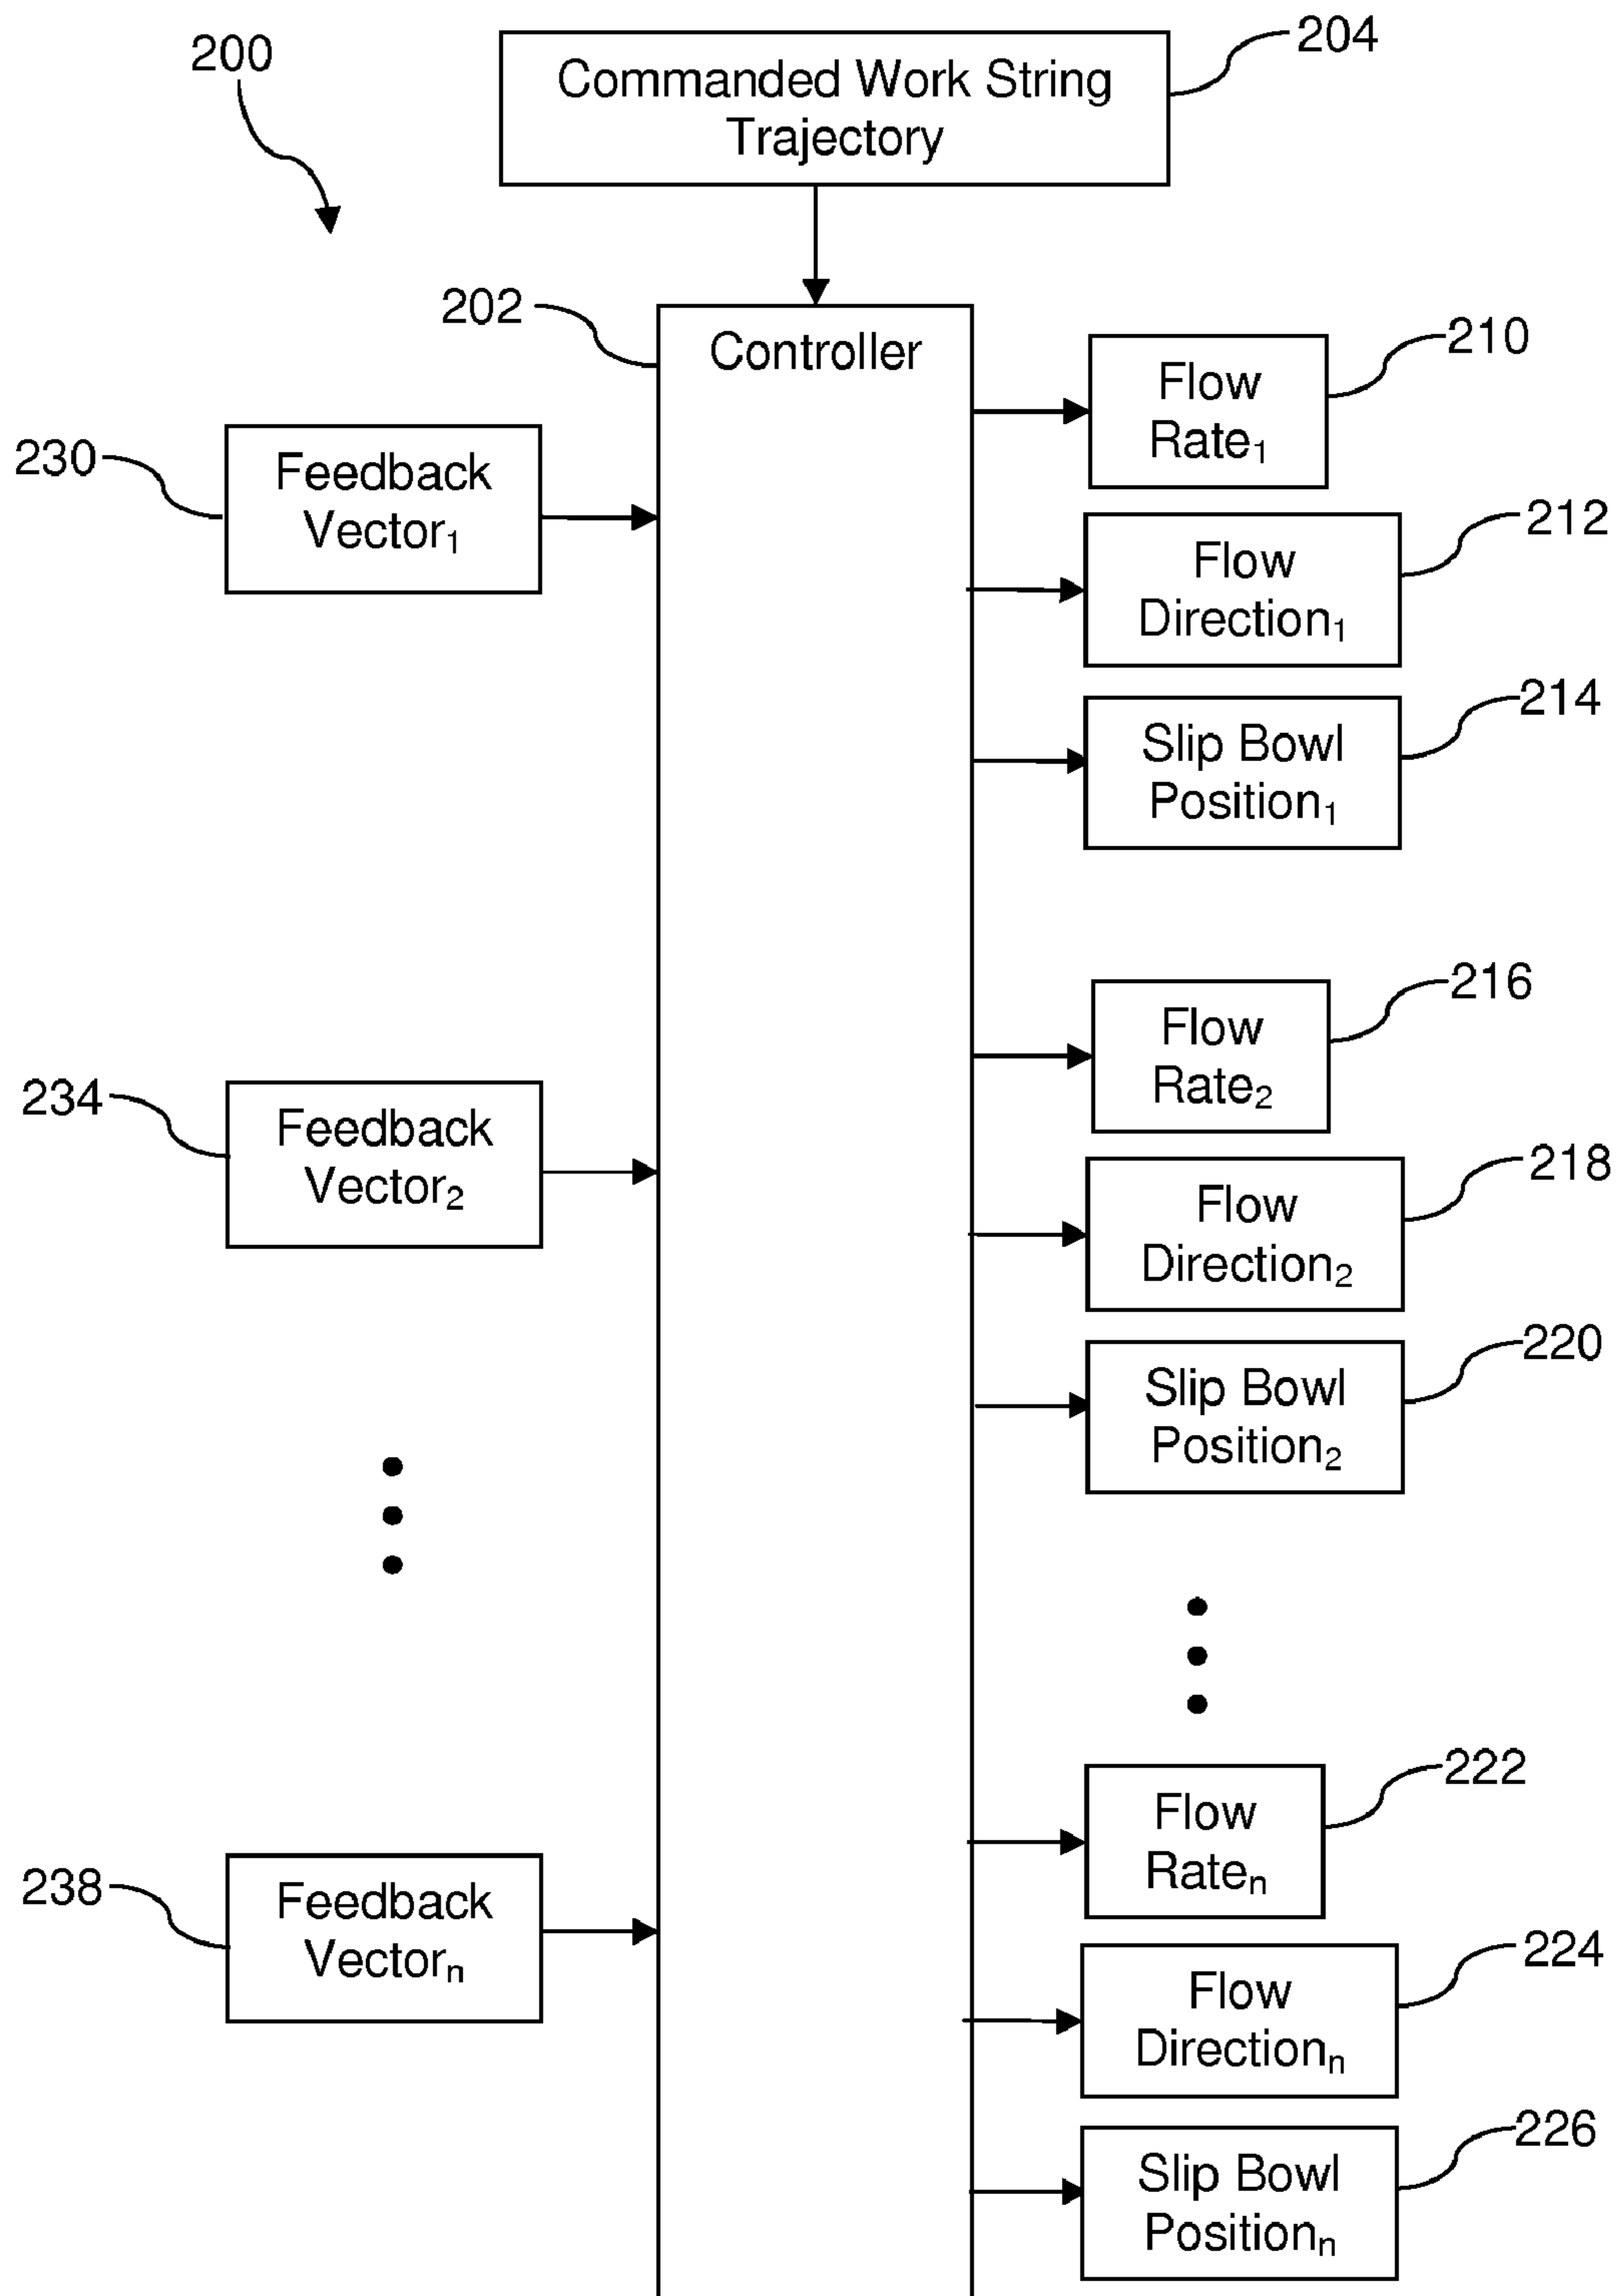 200
Commanded Work String
Trajectory
204
202
Controller
Flow
Rate₁
210
230
Feedback
Vector₁
Flow
Direction₁
212
Slip Bowl
Position₁
214
Flow
Rate₂
216
234
Feedback
Vector₂
Flow
Direction₂
218
Slip Bowl
Position₂
220
Flow
Rateₙ
222
238
Feedback
Vectorₙ
Flow
Directionₙ
224
Slip Bowl
Positionₙ
226